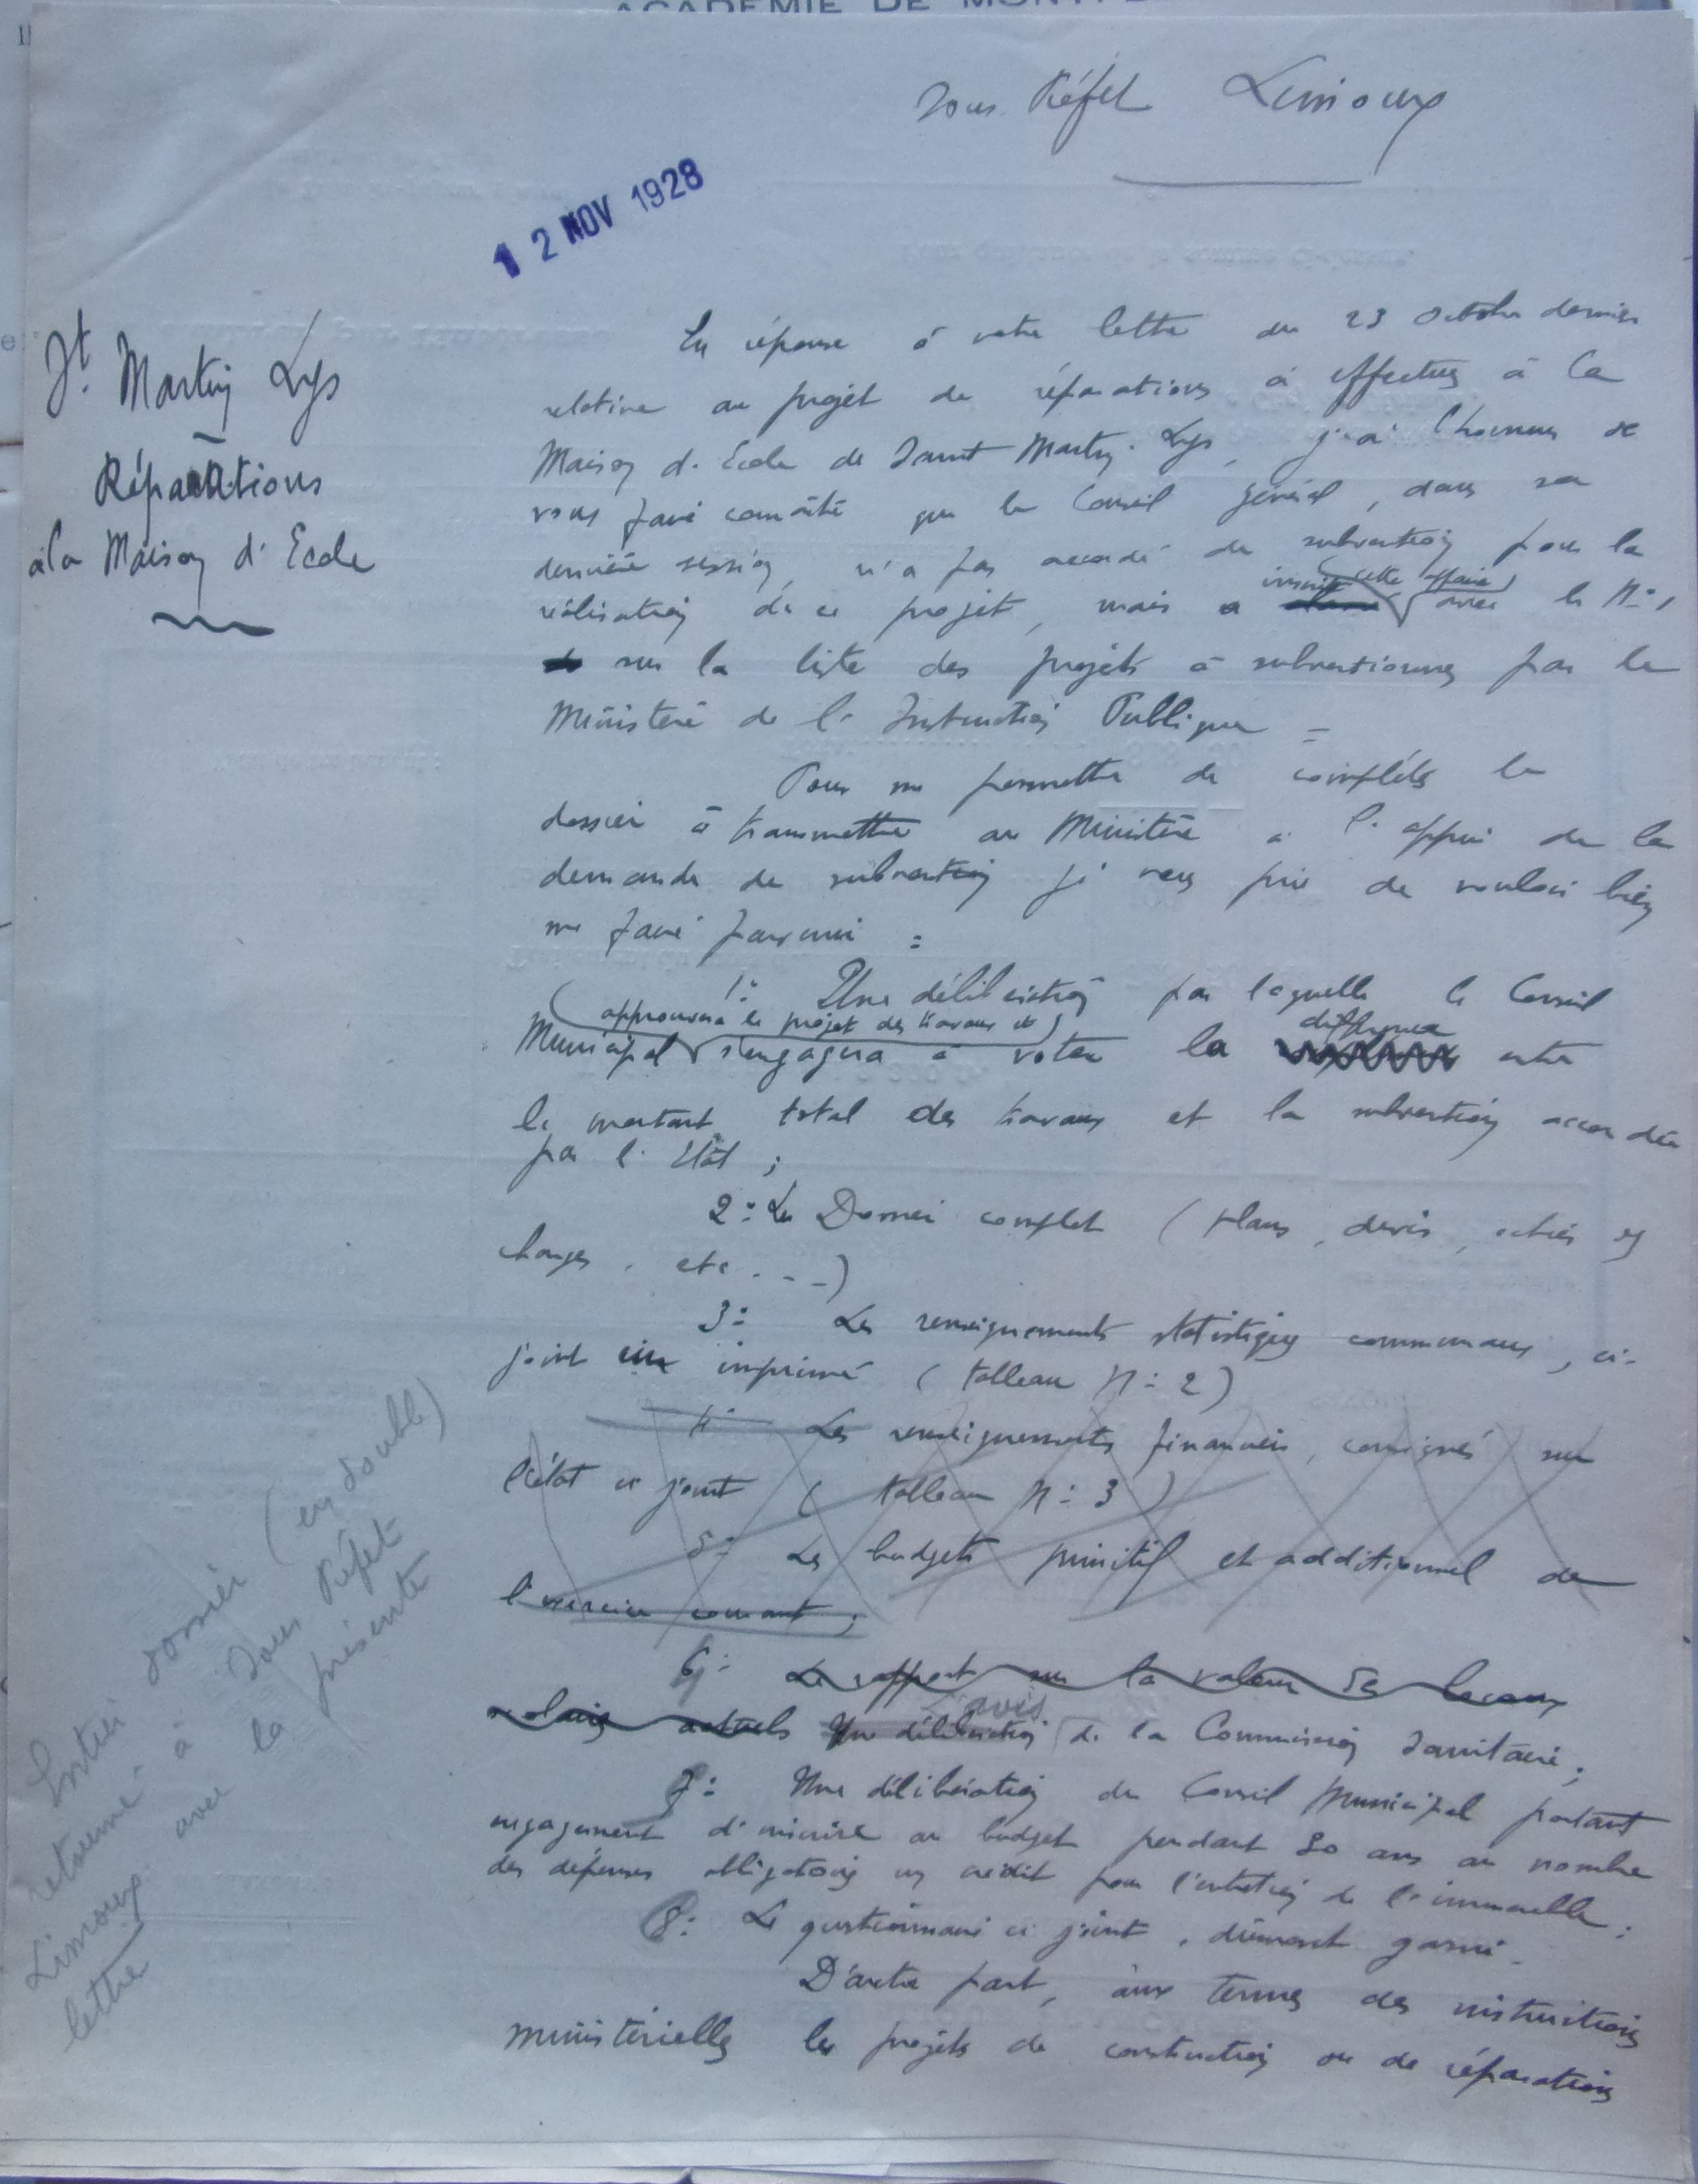 ACADEMIE DE
Sous-Préfet Limoux
12 NOV 1928
St Martin Lys
Réparations
à la Maison d'Ecole
En réponse à votre lettre du 23 octobre dernier
relative au projet de réparations à effectuer à la
Maison d'Ecole de Saint Martin-Lys, j'ai l'honneur de
vous faire connaître que le Conseil général, dans sa
dernière session, n'a pas accordé de subvention pour la
inscrit cette affaire
réalisation de ce projet, mais a avec le N° 1
sur la liste des projets à subventionner par le
Ministère de l'Instruction Publique
Pour me permettre de compléter le
dossier à transmettre au Ministère à l'appui de la
demande de subvention je vous prie de vouloir bien
me faire parvenir :
1° Une délibération par laquelle le Conseil
approuvera le projet des travaux et
différence
Municipal s'engagera à voter la entre
le montant total des travaux et la subvention accordée
par l'Etat ;
2° Le Dossier complet (plans, devis, cahier des
charges, etc...)
3° Les renseignements statistiques communaux, ci-
joint imprimé (tableau N° 2)
4° Les renseignements financiers, consignés sur
l'état ci joint (tableau N° 3)
5° Les budgets primitif et additionnel de
l'exercice courant ;
6° Le rapport sur la valeur des locaux
avis
scolaires actuels Une délibération de la Commission sanitaire ;
7° Une délibération du Conseil Municipal portant
engagement d'inscrire au budget pendant 30 ans au nombre
des dépenses obligatoires un crédit pour l'entretien de l'immeuble ;
8° Le questionnaire ci joint, dûment garni.
D'autre part, aux termes des instructions
ministérielles les projets de construction ou de réparations
Entier dossier (en double)
retourné à Sous Préfet
Limoux avec la présente
lettre